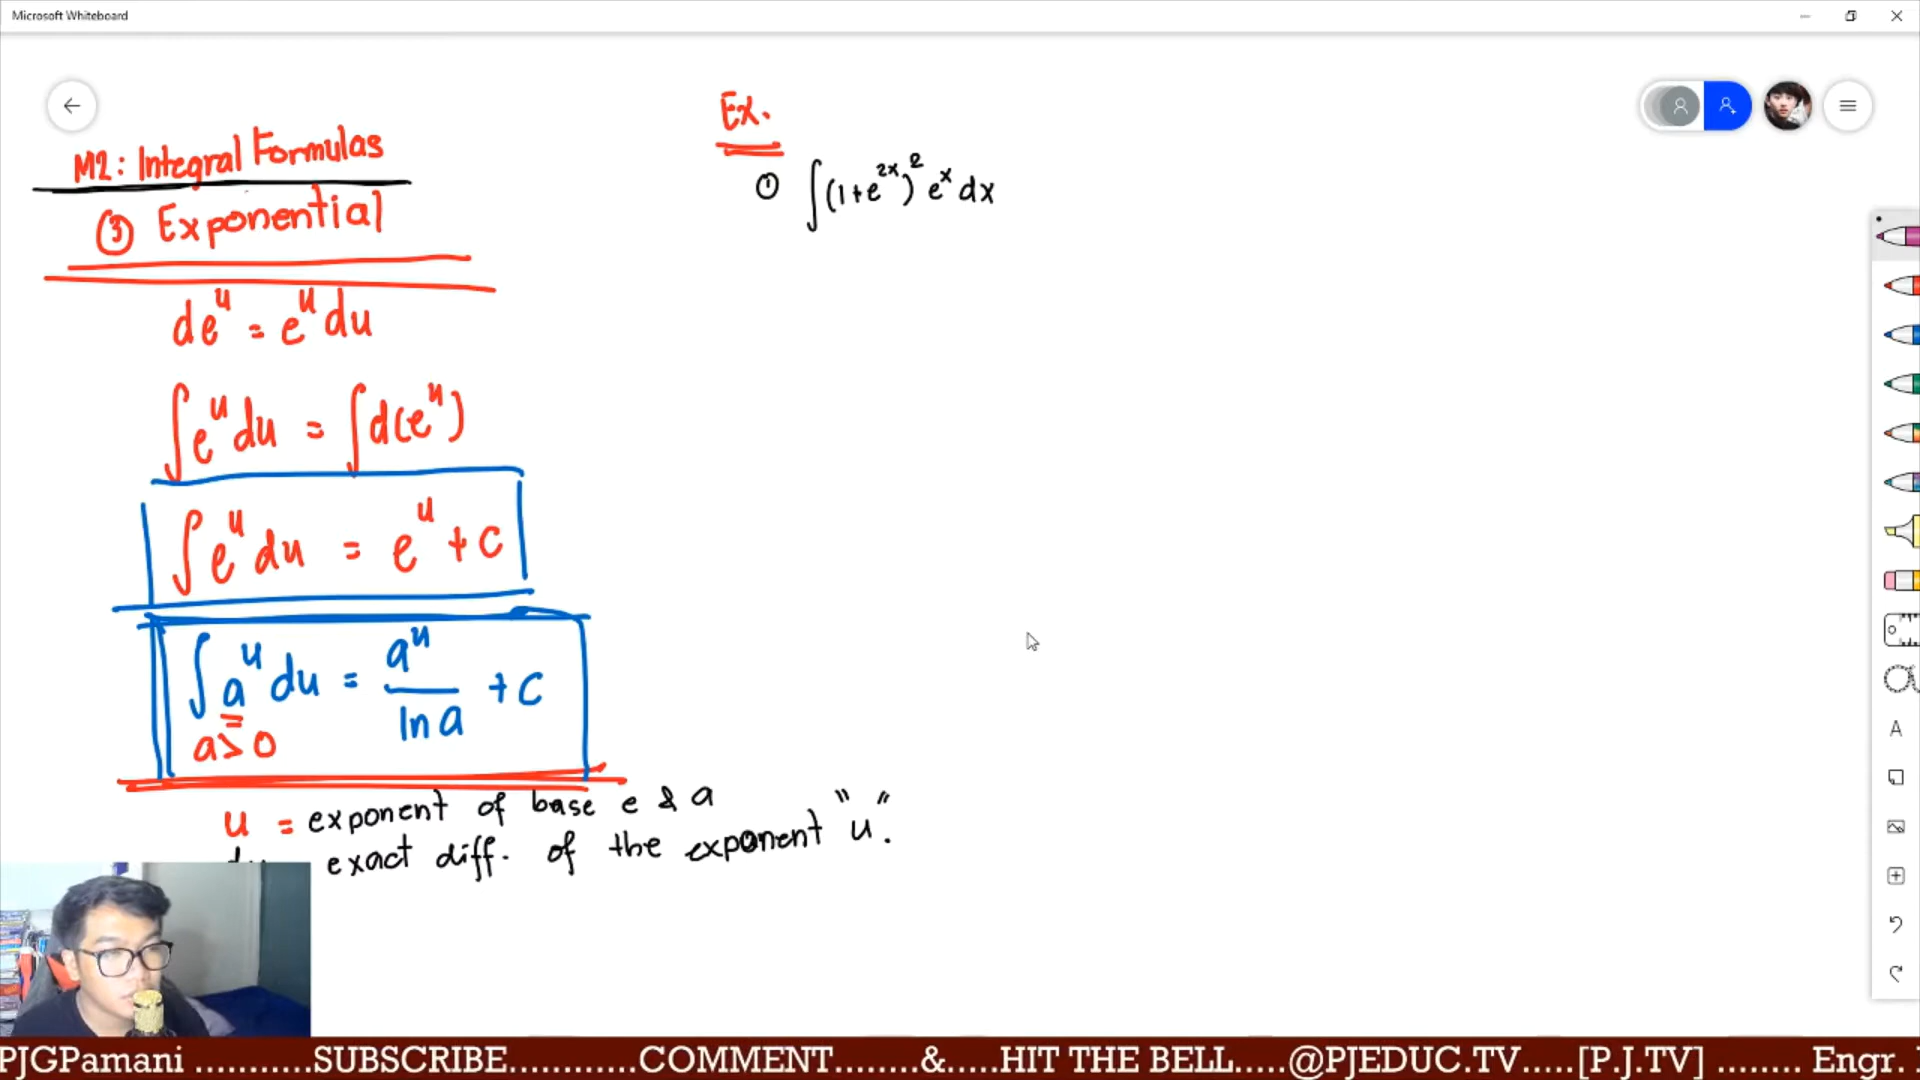 Microsoft Whiteboard
M2: Integral Formulas
③ Exponential
de^u = e^u du
∫e^u du = ∫d(e^u)
∫e^u du = e^u + C
∫a^u du = a^u / ln a + C
a > 0
u = exponent of base e & a
exact diff. of the exponent "u".
Ex.
① ∫(1+e^{2x})^2 e^x dx
A
PJGPamani ...........SUBSCRIBE............COMMENT........&.....HIT THE BELL.....@PJEDUC.TV.....[P.J.TV] ........ Engr.